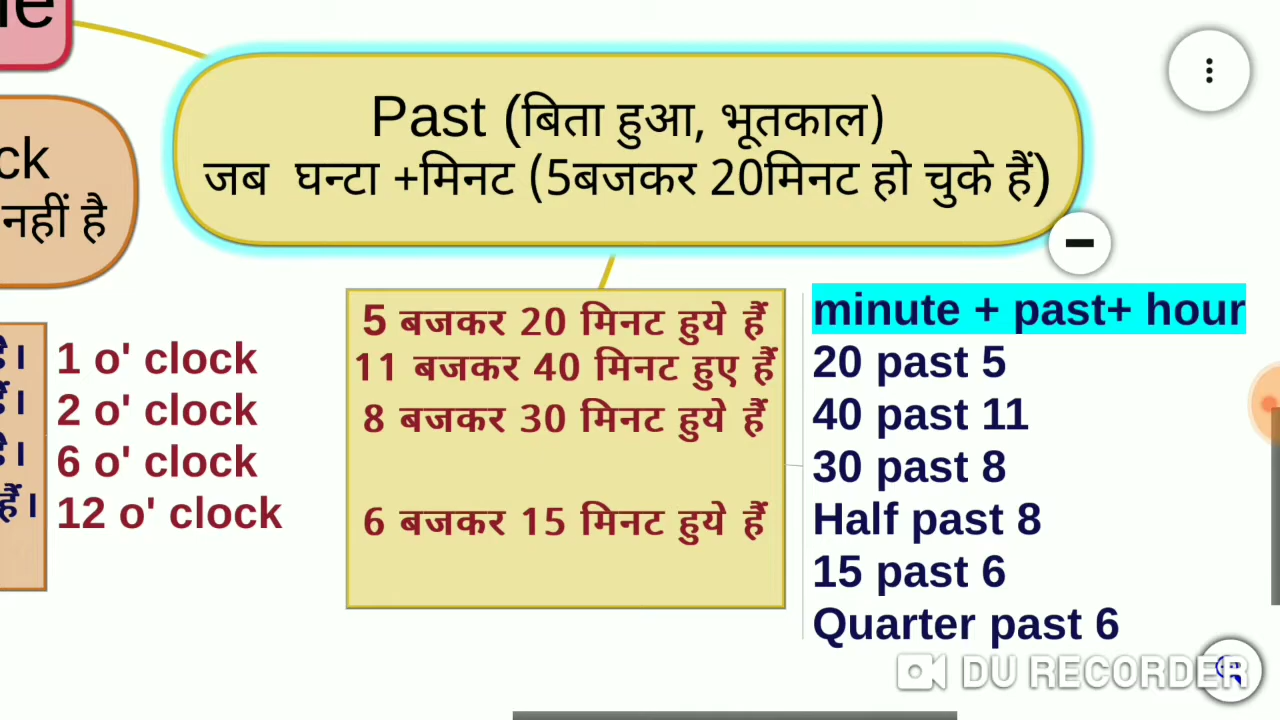 Past (बिता हुआ, भूतकाल)
जब घन्टा +मिनट (5बजकर 20मिनट हो चुके हैं)
ck
नहीं है
है।
हैं।
है।
हैं।
1 o' clock
2 o' clock
6 o' clock
12 o' clock
5 बजकर 20 मिनट हुये हैं
11 बजकर 40 मिनट हुए हैं
8 बजकर 30 मिनट हुये हैं
6 बजकर 15 मिनट हुये हैं
minute + past+ hour
20 past 5
40 past 11
30 past 8
Half past 8
15 past 6
Quarter past 6
DU RECORDER